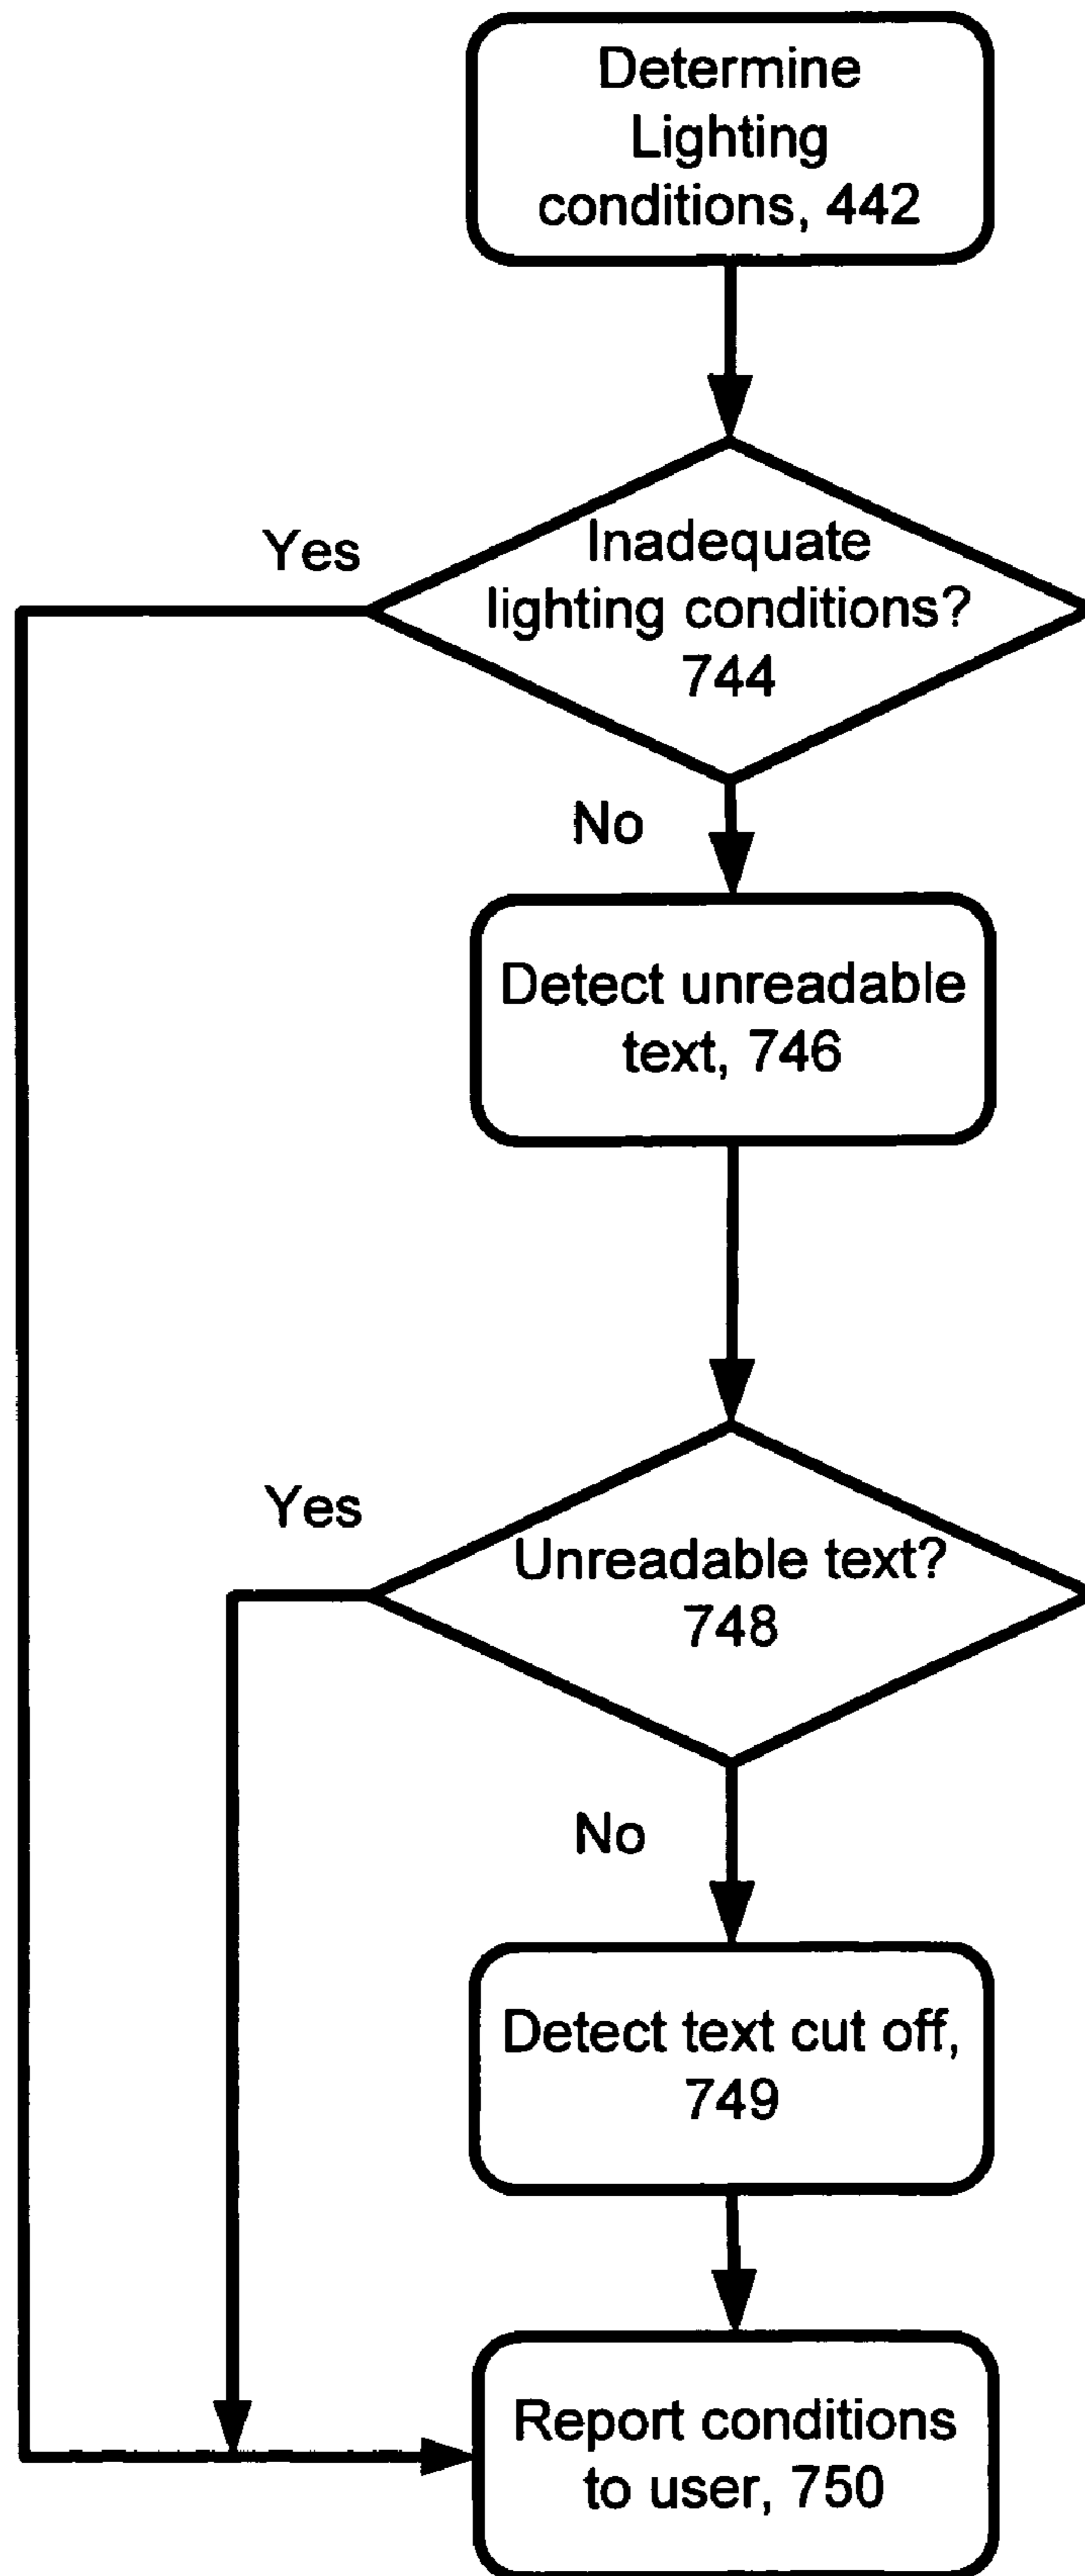 Determine
Lighting
conditions, 442
Yes
Inadequate
lighting conditions?
744
No
Detect unreadable
text, 746
Yes
Unreadable text?
748
No
Detect text cut off,
749
Report conditions
to user, 750